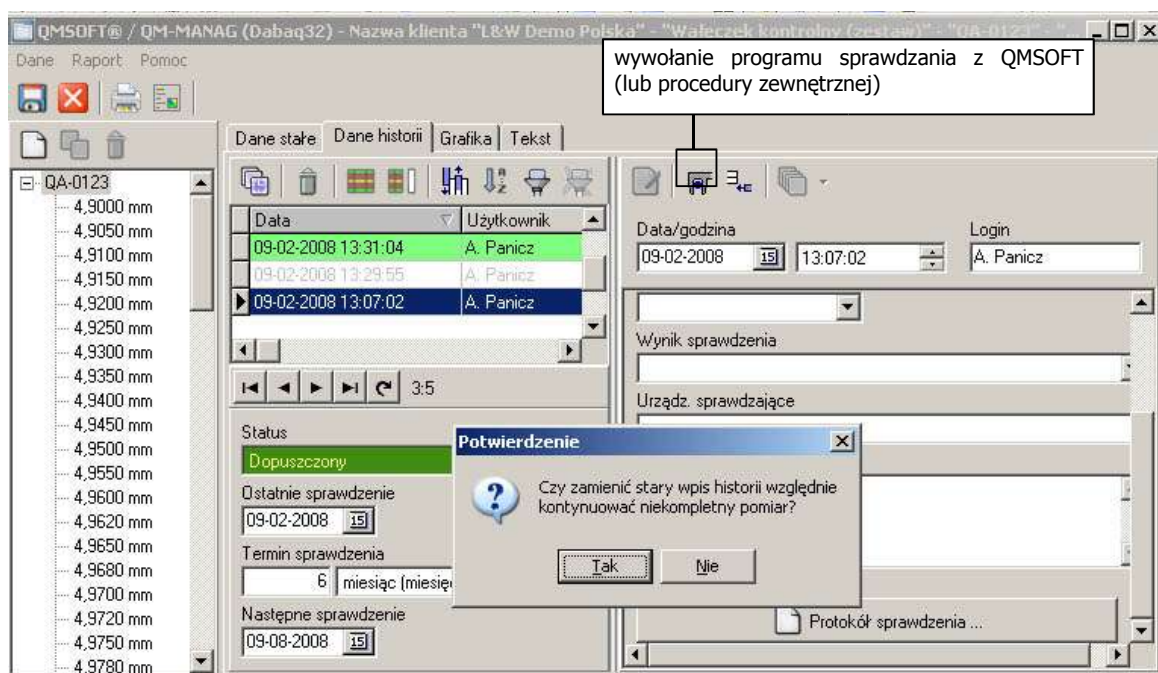 QMSOFT® / QM-MANAG (Dabaq32) - Nazwa klienta "L&W Demo Polska" - "Wałeczek kontrolny (zestaw)" - "QA-0123" - "...
wywołanie programu sprawdzania z QMSOFT
(lub procedury zewnętrznej)
Dane Raport Pomoc
Dane stałe Dane historii Grafika Tekst
QA-0123
4,9000 mm
4,9050 mm
4,9100 mm
4,9150 mm
4,9200 mm
4,9250 mm
4,9300 mm
4,9350 mm
4,9400 mm
4,9450 mm
4,9500 mm
4,9550 mm
4,9600 mm
4,9620 mm
4,9650 mm
4,9680 mm
4,9700 mm
4,9720 mm
4,9750 mm
4,9780 mm
Data Użytkownik
09-02-2008 13:31:04 A. Panicz
09-02-2008 13:29:55 A. Panicz
09-02-2008 13:07:02 A. Panicz
3:5
Status
Dopuszczony
Ostatnie sprawdzenie
09-02-2008 15
Termin sprawdzenia
6 miesiąc (miesięc
Następne sprawdzenie
09-08-2008 15
Data/godzina Login
09-02-2008 15 13:07:02 A. Panicz
Wynik sprawdzenia
Urządz. sprawdzające
Potwierdzenie
Czy zamienić stary wpis historii względnie
kontynuować niekompletny pomiar?
Tak Nie
Protokół sprawdzenia ...